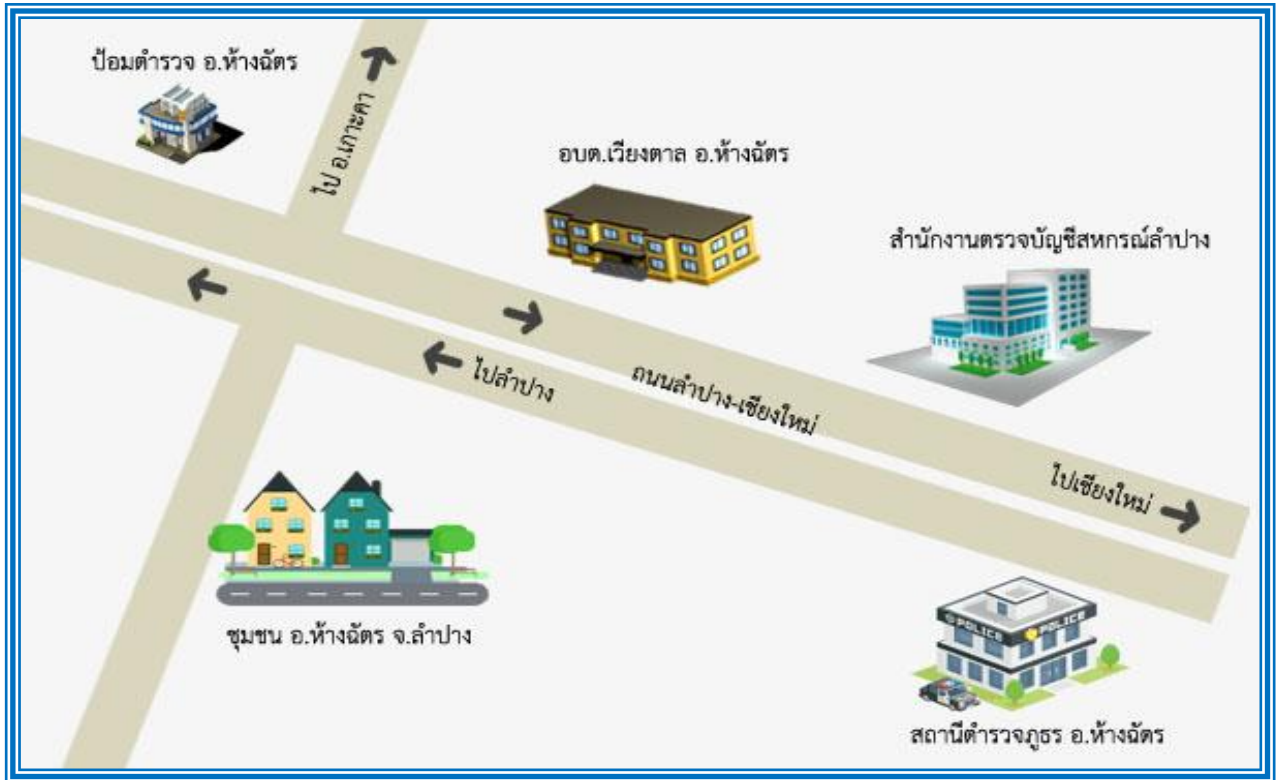 ป้อมตำรวจ อ.ห้างฉัตร
ไป อ.เกาะคา
อบต.เวียงตาล อ.ห้างฉัตร
สำนักงานตรวจบัญชีสหกรณ์ลำปาง
ไปลำปาง
ถนนลำปาง-เชียงใหม่
ไปเชียงใหม่
ชุมชน อ.ห้างฉัตร จ.ลำปาง
POLICE POLICE
สถานีตำรวจภูธร อ.ห้างฉัตร